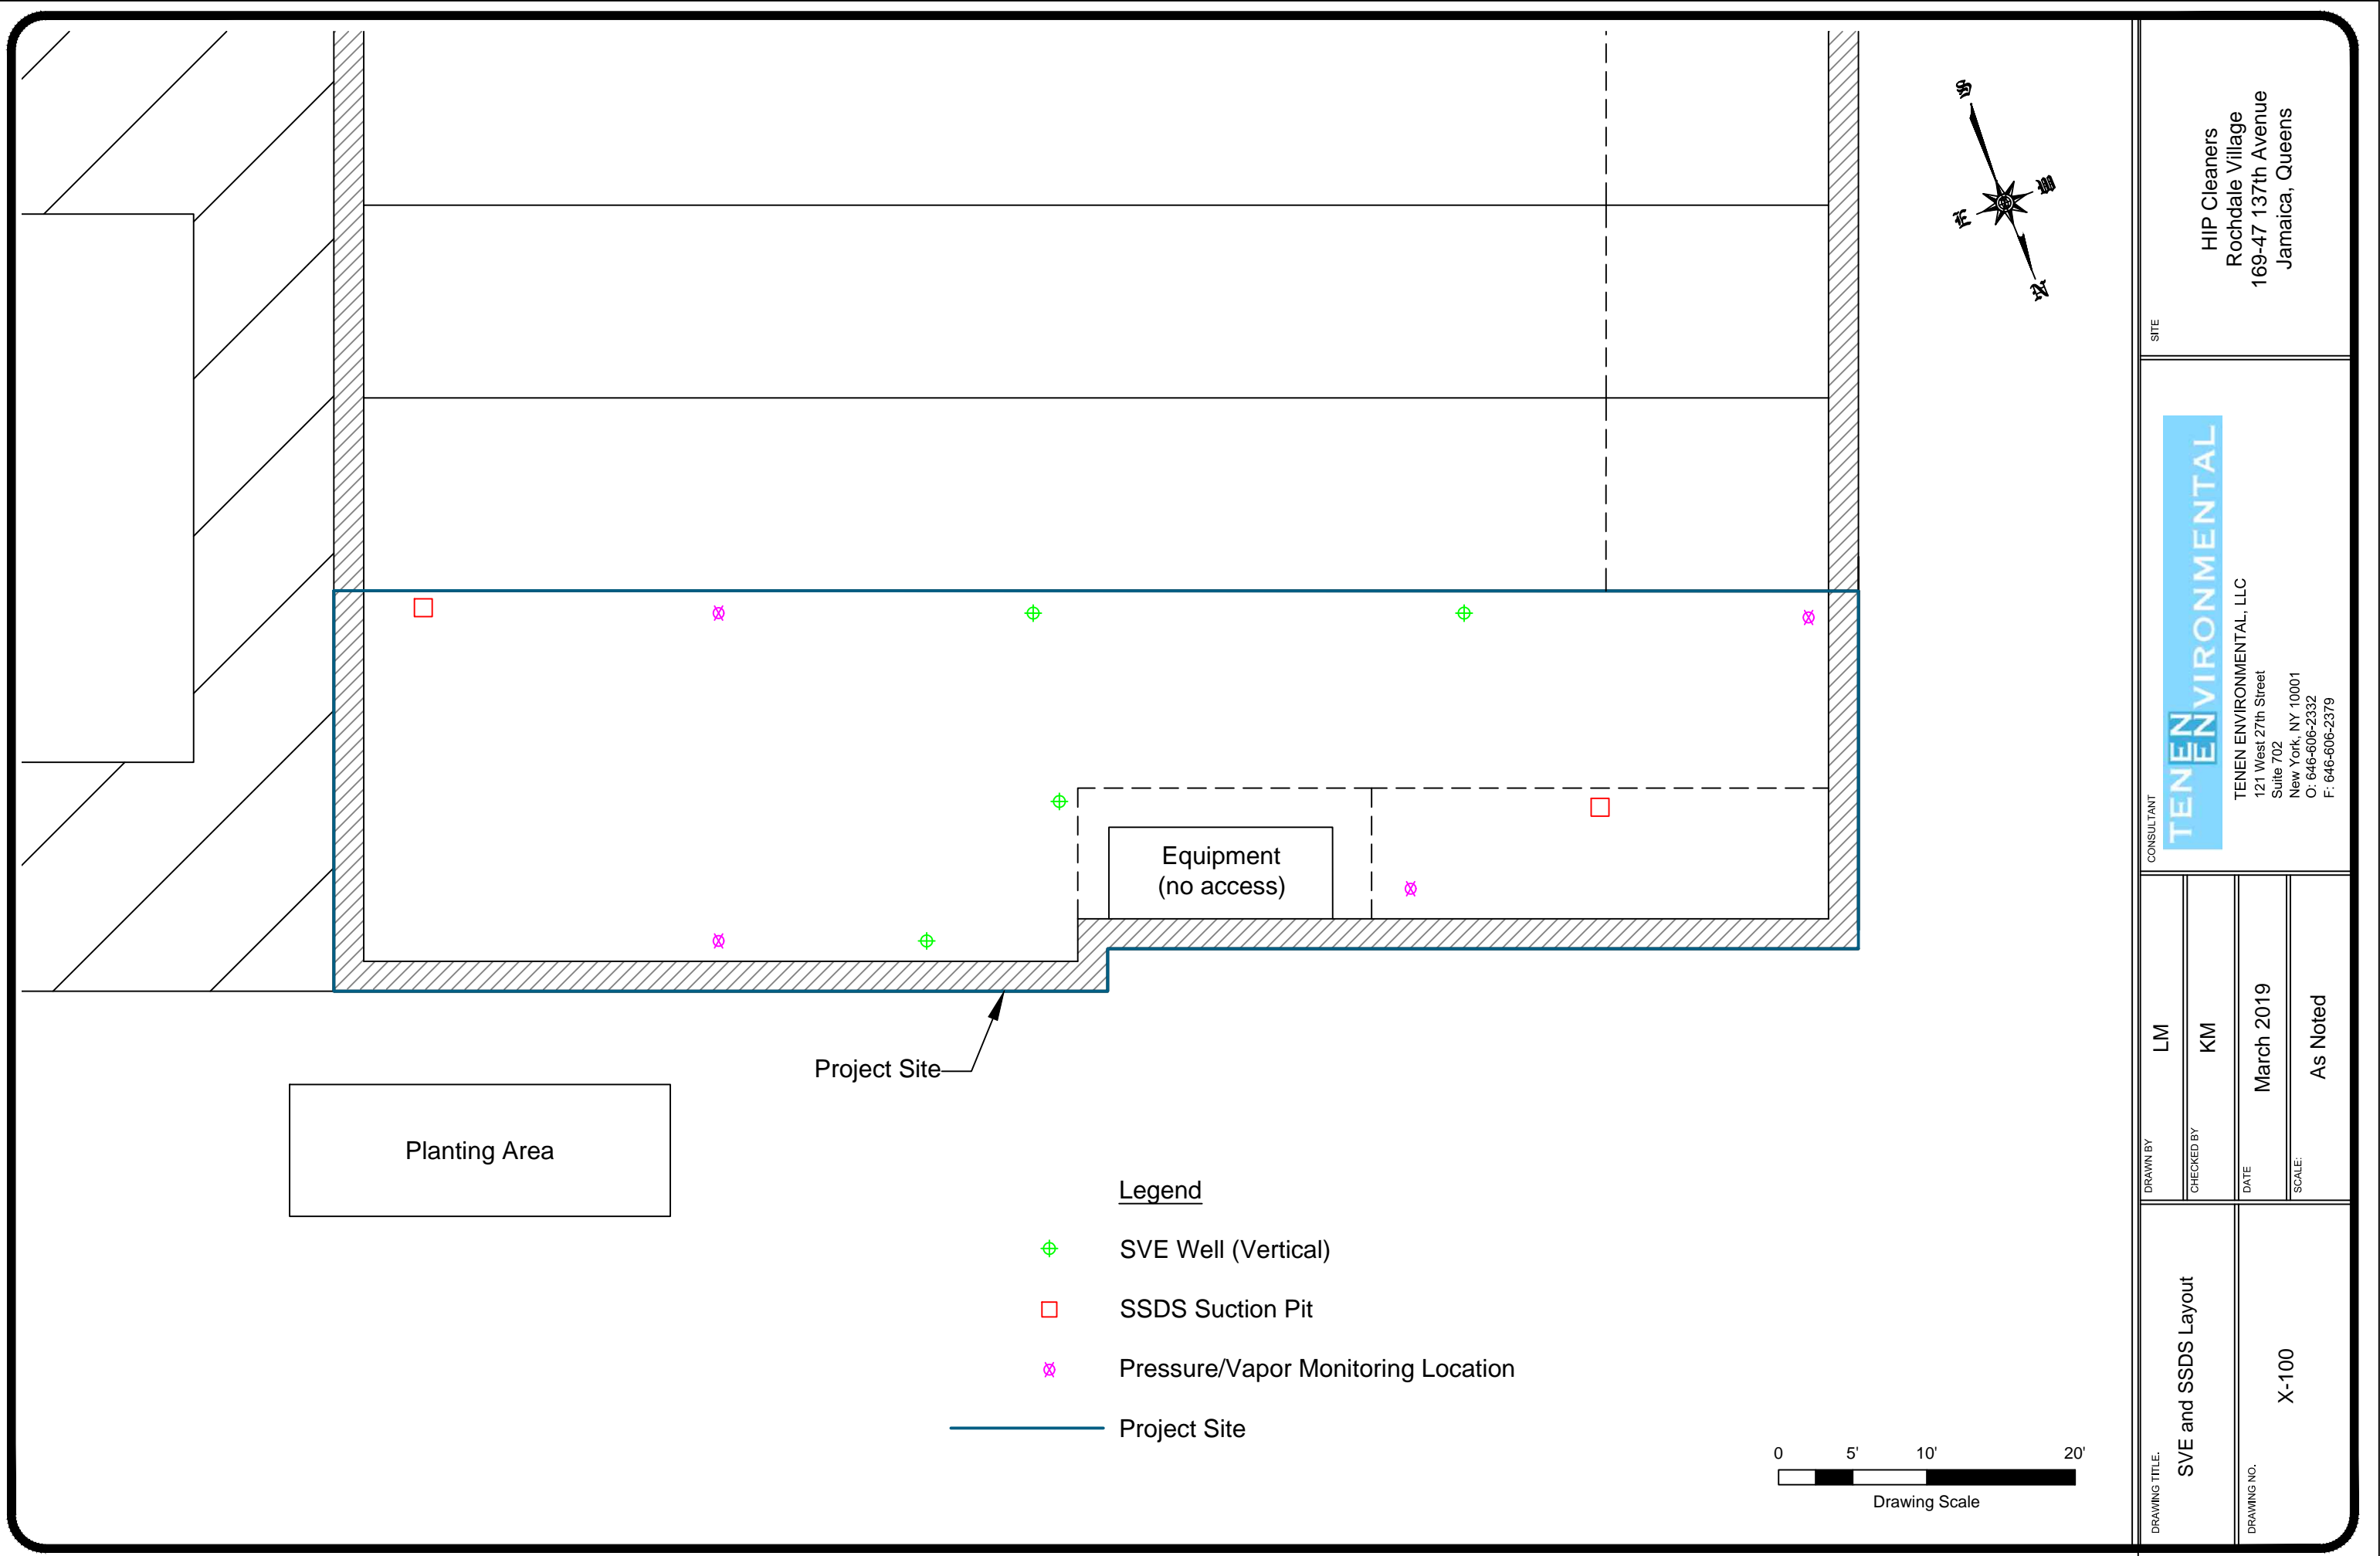 Equipment
(no access)
Project Site
Planting Area
Legend
SVE Well (Vertical)
SSDS Suction Pit
Pressure/Vapor Monitoring Location
Project Site
0 5' 10' 20'
Drawing Scale
S
W
E
N
SITE
HIP Cleaners
Rochdale Village
169-47 137th Avenue
Jamaica, Queens
CONSULTANT
TENEN
ENVIRONMENTAL
TENEN ENVIRONMENTAL, LLC
121 West 27th Street
Suite 702
New York, NY 10001
O: 646-606-2332
F: 646-606-2379
DRAWN BY
LM
CHECKED BY
KM
DATE
March 2019
SCALE:
As Noted
DRAWING TITLE.
SVE and SSDS Layout
DRAWING NO.
X-100